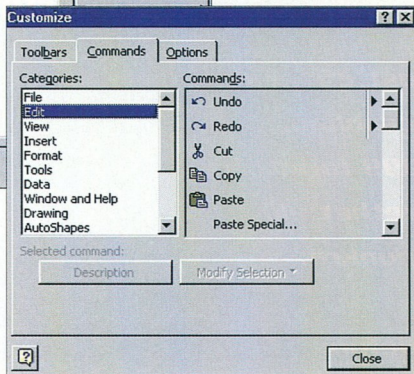 Customize
Toolbars Commands Options
Categories: Commands:
File
Edit
View
Insert
Format
Tools
Data
Window and Help
Drawing
AutoShapes
Undo
Redo
Cut
Copy
Paste
Paste Special...
Selected command:
Description Modify Selection
Close